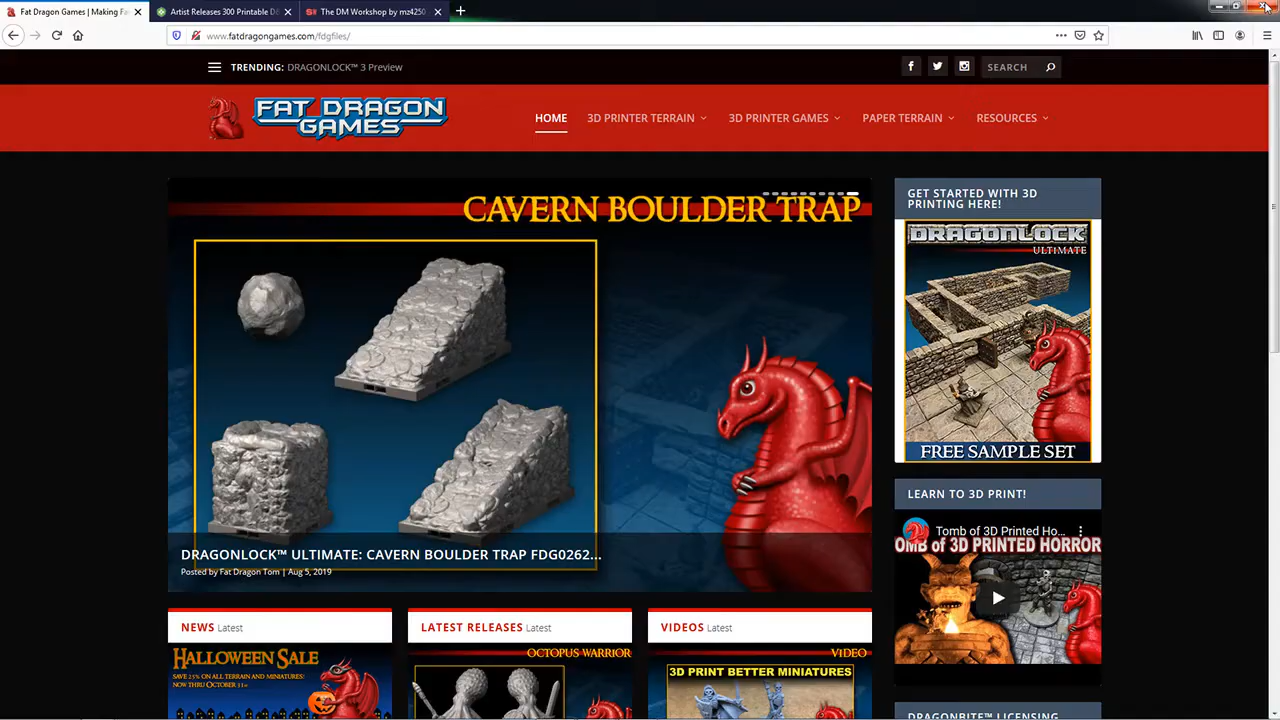 Fat Dragon Games | Making Fa
Artist Releases 300 Printable D&
The DM Workshop by mz4250
www.fatdragongames.com/fdgfiles/
TRENDING: DRAGONLOCK™ 3 Preview
SEARCH
FAT DRAGON
GAMES
HOME
3D PRINTER TERRAIN
3D PRINTER GAMES
PAPER TERRAIN
RESOURCES
CAVERN BOULDER TRAP
DRAGONLOCK™ ULTIMATE: CAVERN BOULDER TRAP FDG0262...
Posted by Fat Dragon Tom | Aug 5, 2019
GET STARTED WITH 3D
PRINTING HERE!
DRAGONLOCK
ULTIMATE
FREE SAMPLE SET
LEARN TO 3D PRINT!
Tomb of 3D Printed Ho...
OMB of 3D PRINTED HORROR
NEWS Latest
HALLOWEEN SALE
SAVE 25% ON ALL TERRAIN AND MINIATURES!
NOW THRU OCTOBER 31st
LATEST RELEASES Latest
OCTOPUS WARRIOR
VIDEOS Latest
VIDEO
3D PRINT BETTER MINIATURES
DRAGONBITE™ LICENSING